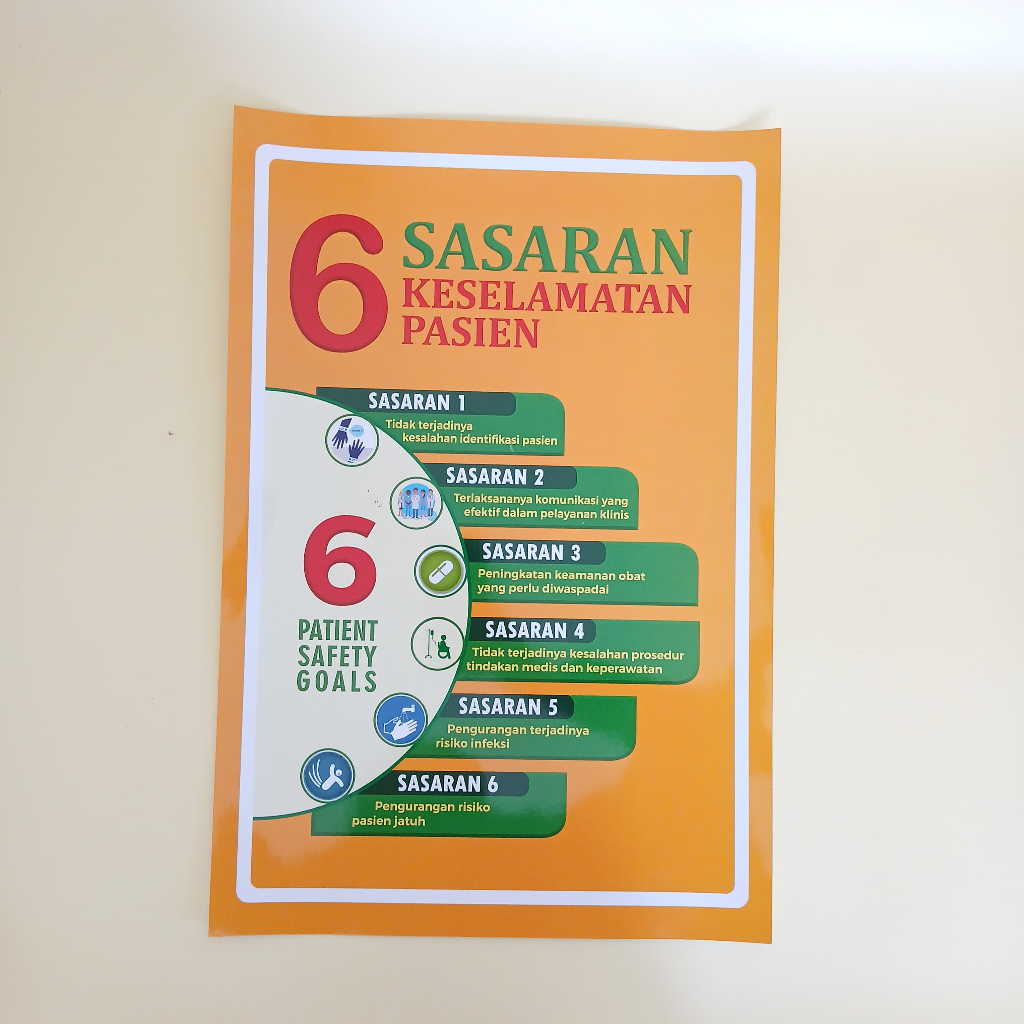 6 SASARAN
KESELAMATAN
PASIEN
SASARAN 1
Tidak terjadinya
kesalahan identifikasi pasien
SASARAN 2
Terlaksananya komunikasi yang
efektif dalam pelayanan klinis
SASARAN 3
Peningkatan keamanan obat
yang perlu diwaspadai
SASARAN 4
Tidak terjadinya kesalahan prosedur
tindakan medis dan keperawatan
SASARAN 5
Pengurangan terjadinya
risiko infeksi
SASARAN 6
Pengurangan risiko
pasien jatuh
6
PATIENT
SAFETY
GOALS